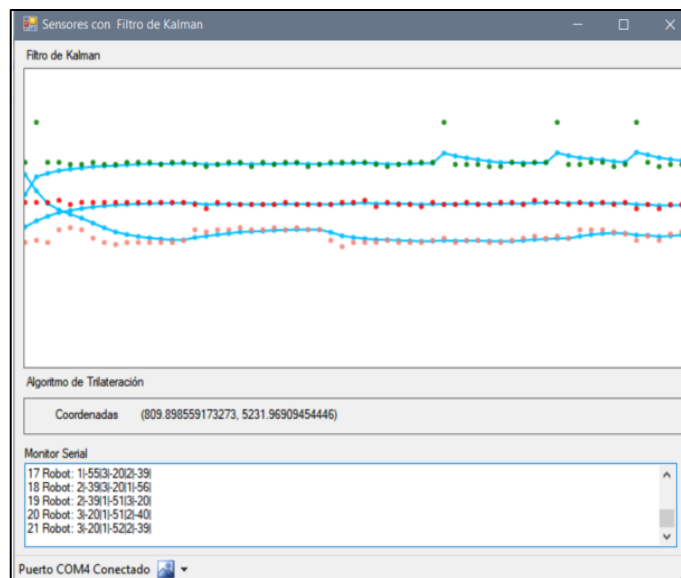 Sensores con Filtro de Kalman
Filtro de Kalman
Algoritmo de Trilateración
Coordenadas (809.898559173273, 5231.96909454446)
Monitor Serial
17 Robot: 1|-55|3|-20|2|-39|
18 Robot: 2|-39|3|-20|1|-56|
19 Robot: 2|-39|1|-51|3|-20|
20 Robot: 3|-20|1|-51|2|-40|
21 Robot: 3|-20|1|-52|2|-39|
Puerto COM4 Conectado